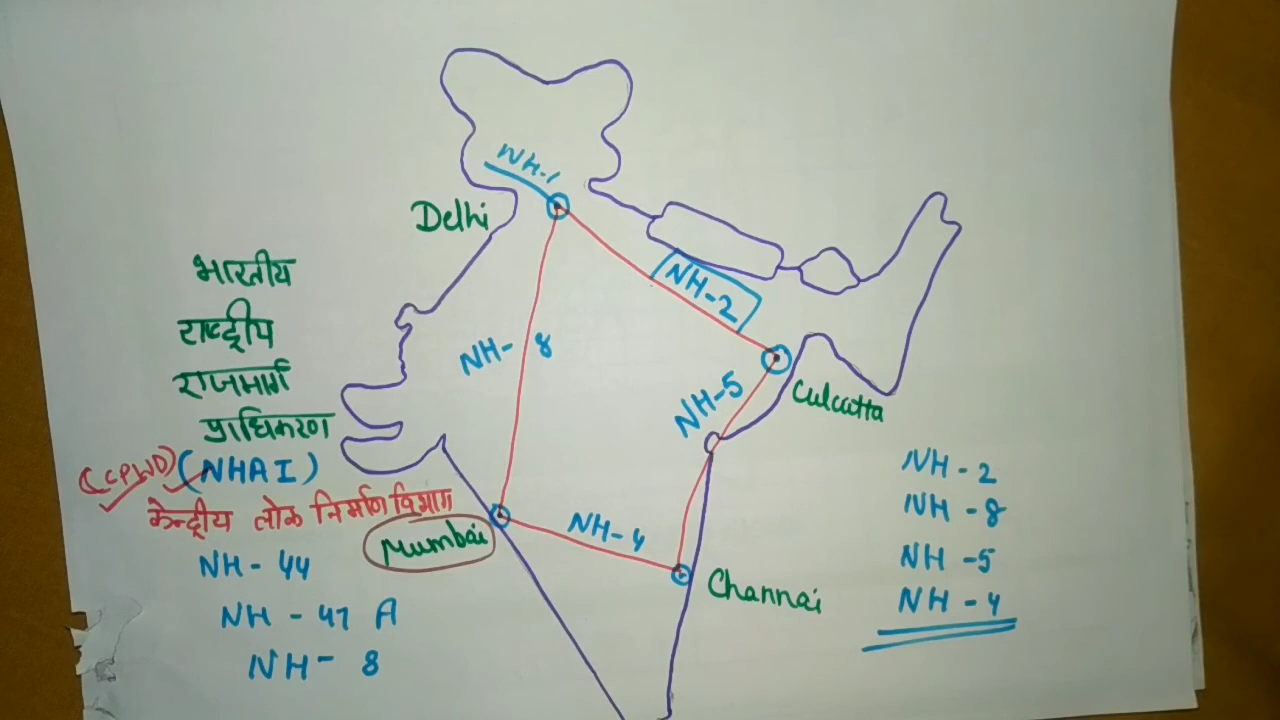 NH-1
Delhi
NH-2
भारतीय
राष्ट्रीय
राजमार्ग
प्राधिकरण
(CPWD) (NHAI)
केन्द्रीय लोक निर्माण विभाग
NH-8
NH-5
Culcutta
Mumbai
NH-4
Channai
NH-44
NH-47 A
NH-8
NH-2
NH-8
NH-5
NH-4